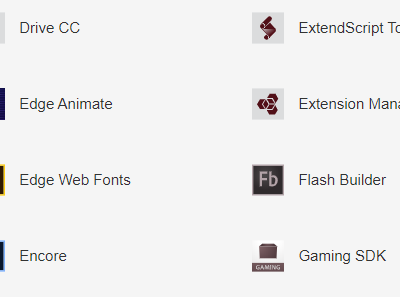 Drive CC
ExtendScript To
Edge Animate
Extension Mana
Edge Web Fonts
Fb
Flash Builder
Encore
GAMING
Gaming SDK